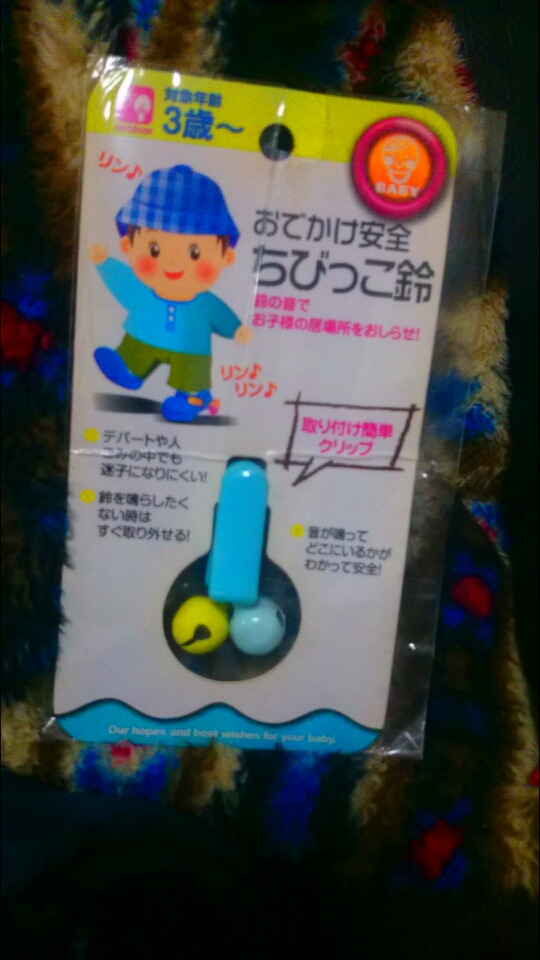 対象年齢
3歳～
outdoor
BABY
リン♪
おでかけ安全
ちびっこ鈴
鈴の音で
お子様の居場所をおしらせ!
リン♪
リン♪
取り付け簡単
クリップ
デパートや人
ごみの中でも
迷子になりにくい!
鈴を鳴らしたく
ない時は
すぐ取り外せる!
音が鳴って
どこにいるかが
わかって安全!
Our hopes and best wishes for your baby.